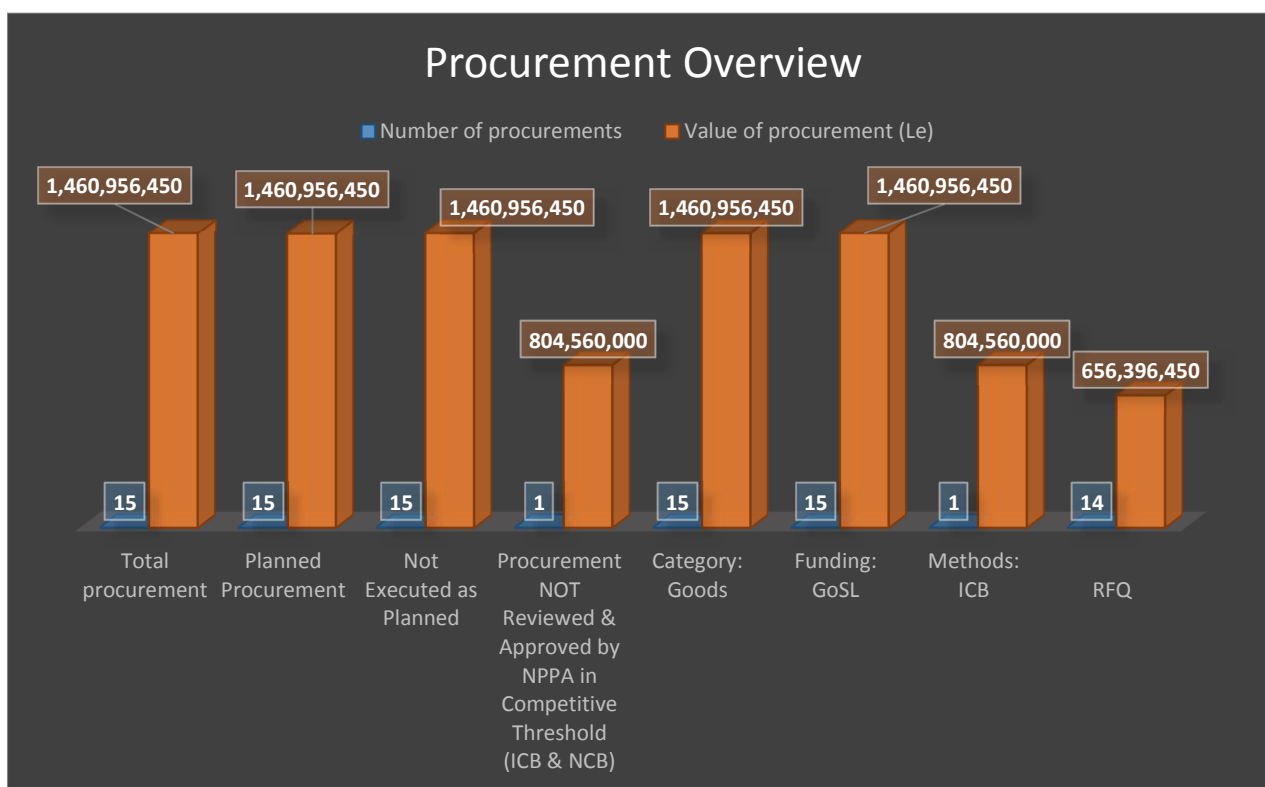 Procurement Overview
Number of procurements Value of procurement (Le)
1,460,956,450
1,460,956,450
1,460,956,450
804,560,000
1,460,956,450
1,460,956,450
804,560,000
656,396,450
15
15
15
1
15
15
1
14
Total
procurement
Planned
Procurement
Not
Executed as
Planned
Procurement
NOT
Reviewed &
Approved by
NPPA in
Competitive
Threshold
(ICB & NCB)
Category:
Goods
Funding:
GoSL
Methods:
ICB
RFQ